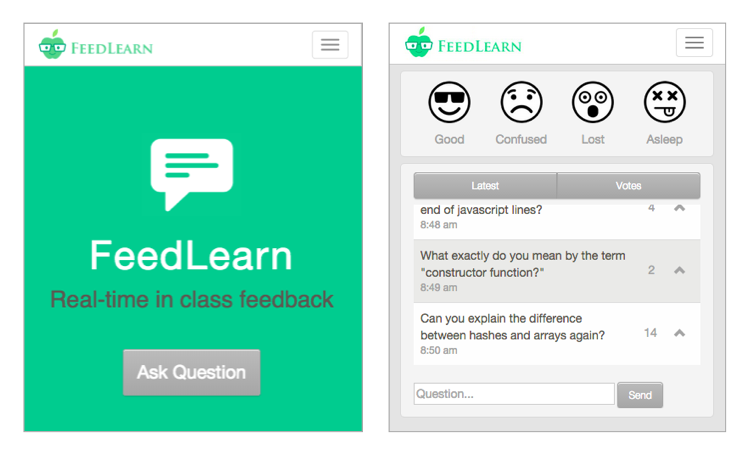 FEEDLEARN
FeedLearn
Real-time in class feedback
Ask Question
FEEDLEARN
Good Confused Lost Asleep
Latest Votes
end of javascript lines? 4
8:48 am
What exactly do you mean by the term
"constructor function?" 2
8:49 am
Can you explain the difference
between hashes and arrays again? 14
8:50 am
Question... Send